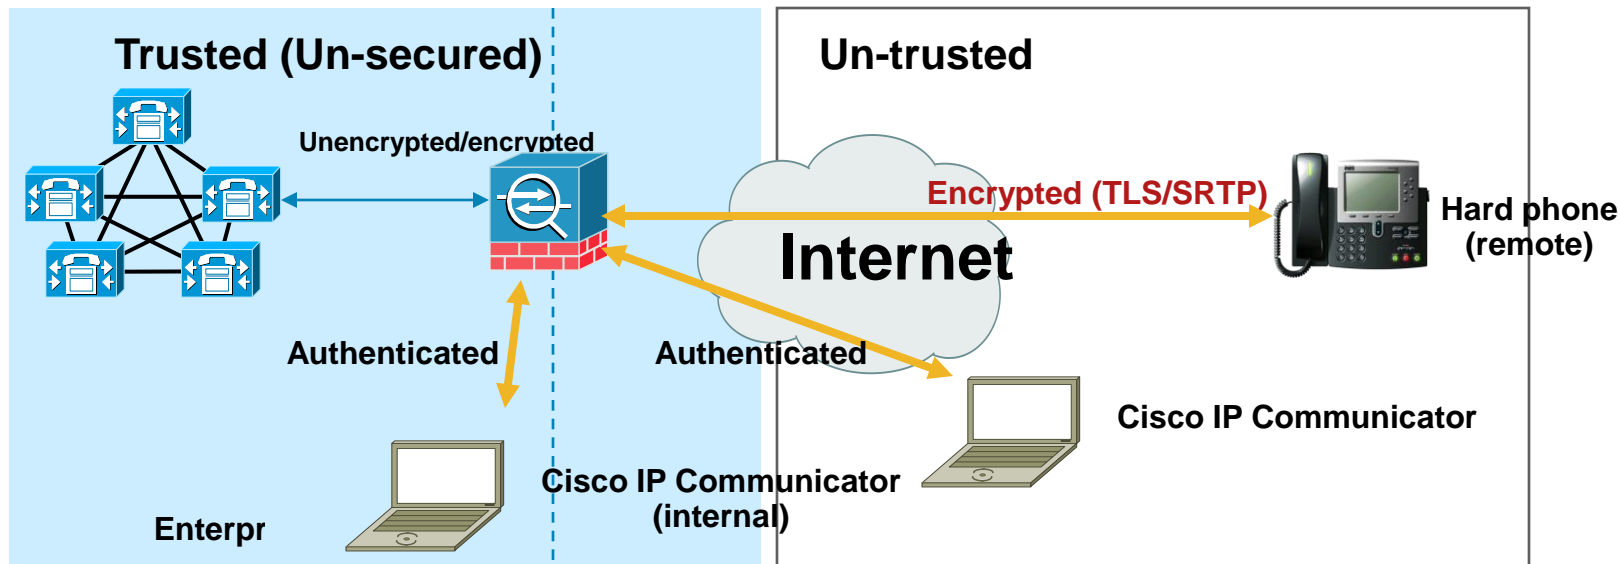 Trusted (Un-secured)
Un-trusted
Unencrypted/encrypted
Encrypted (TLS/SRTP)
Hard phone
(remote)
Internet
Authenticated
Authenticated
Cisco IP Communicator
Cisco IP Communicator
(internal)
Enterpr